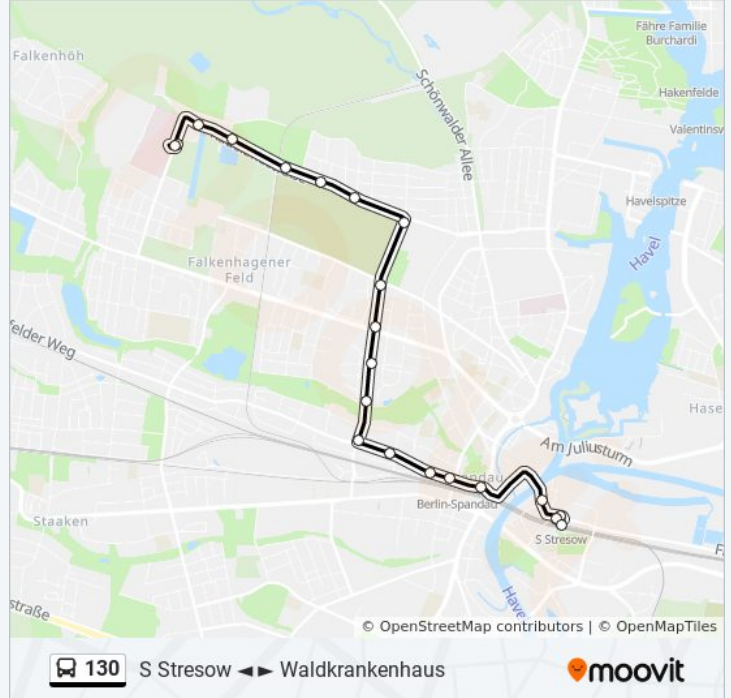 Fähre Familie
Burchardi
Falkenhöh
Schönwalder Allee
Hakenfelde
Valentinsw
Havelspitze
Havel
Falkenhagener
Feld
felder Weg
Hase
Am Juliusturm
Berlin-Spandau
Staaken
S Stresow
F
straße
Have
© OpenStreetMap contributors | © OpenMapTiles
130 S Stresow ◄► Waldkrankenhaus
moovit